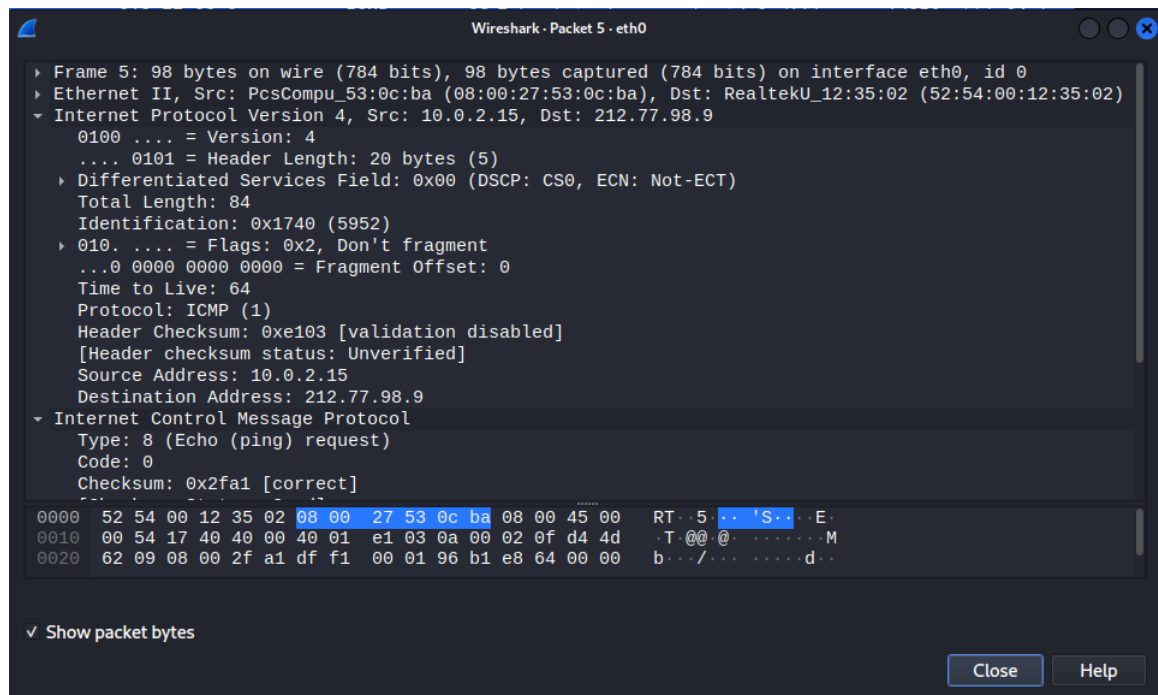 Wireshark · Packet 5 · eth0
Frame 5: 98 bytes on wire (784 bits), 98 bytes captured (784 bits) on interface eth0, id 0
Ethernet II, Src: PcsCompu_53:0c:ba (08:00:27:53:0c:ba), Dst: RealtekU_12:35:02 (52:54:00:12:35:02)
Internet Protocol Version 4, Src: 10.0.2.15, Dst: 212.77.98.9
0100 .... = Version: 4
.... 0101 = Header Length: 20 bytes (5)
Differentiated Services Field: 0x00 (DSCP: CS0, ECN: Not-ECT)
Total Length: 84
Identification: 0x1740 (5952)
010. .... = Flags: 0x2, Don't fragment
...0 0000 0000 0000 = Fragment Offset: 0
Time to Live: 64
Protocol: ICMP (1)
Header Checksum: 0xe103 [validation disabled]
[Header checksum status: Unverified]
Source Address: 10.0.2.15
Destination Address: 212.77.98.9
Internet Control Message Protocol
Type: 8 (Echo (ping) request)
Code: 0
Checksum: 0x2fa1 [correct]
0000 52 54 00 12 35 02 08 00 27 53 0c ba 08 00 45 00 RT··5··· 'S····E·
0010 00 54 17 40 40 00 40 01 e1 03 0a 00 02 0f d4 4d ·T·@@·@· ·······M
0020 62 09 08 00 2f a1 df f1 00 01 96 b1 e8 64 00 00 b···/··· ·····d··
Show packet bytes
Close
Help